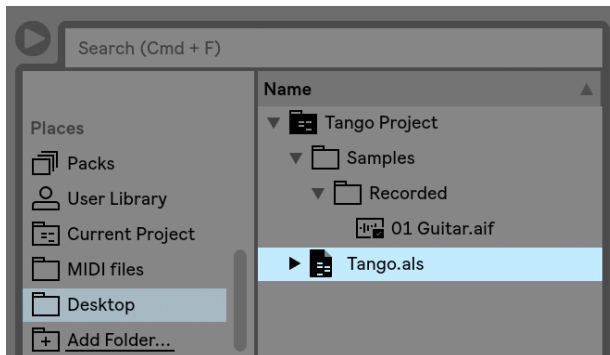 Search (Cmd + F)
Places
Packs
User Library
Current Project
MIDI files
Desktop
Add Folder...
Name
Tango Project
Samples
Recorded
01 Guitar.aif
Tango.als